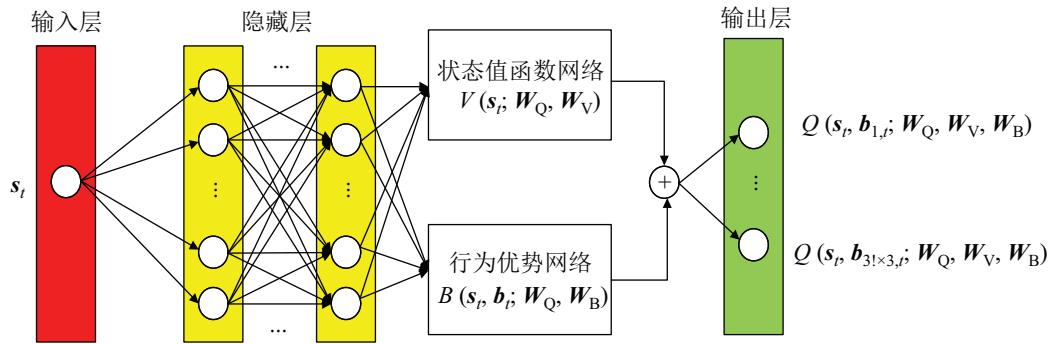 输入层
隐藏层
输出层
...
状态值函数网络
V (s_t; W_Q, W_V)
Q (s_t, b_{1,t}; W_Q, W_V, W_B)
s_t
...
...
+
...
行为优势网络
B (s_t, b_t; W_Q, W_B)
Q (s_t, b_{3!×3,t}; W_Q, W_V, W_B)
...